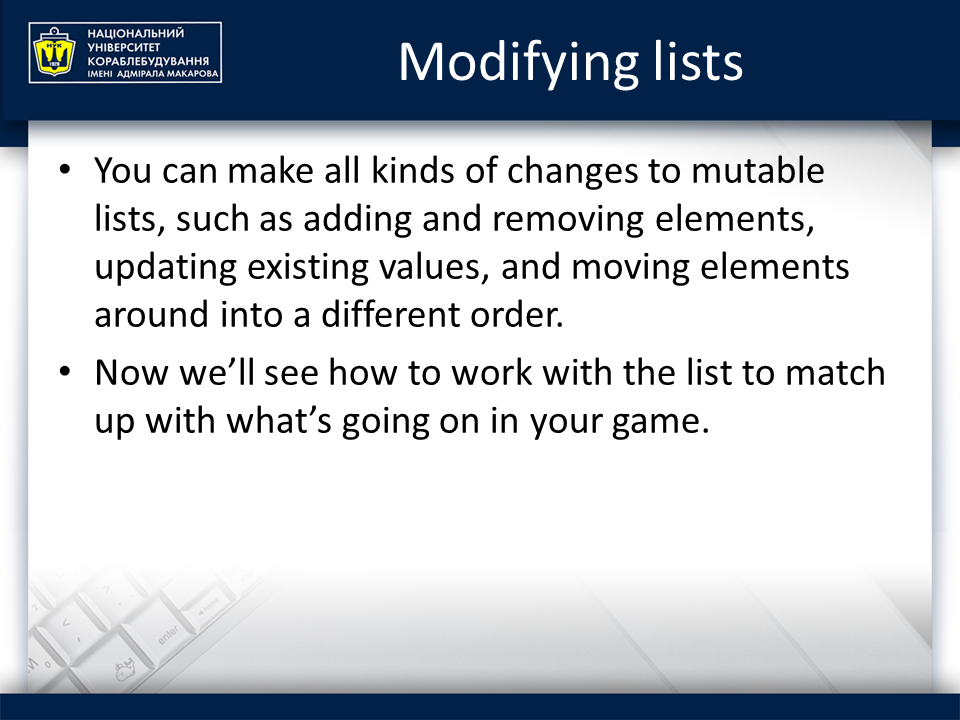 НАЦІОНАЛЬНИЙ
УНІВЕРСИТЕТ
КОРАБЛЕБУДУВАННЯ
ІМЕНІ АДМІРАЛА МАКАРОВА
НУК
1920
Modifying lists
• You can make all kinds of changes to mutable
lists, such as adding and removing elements,
updating existing values, and moving elements
around into a different order.
• Now we’ll see how to work with the list to match
up with what’s going on in your game.
enter
home